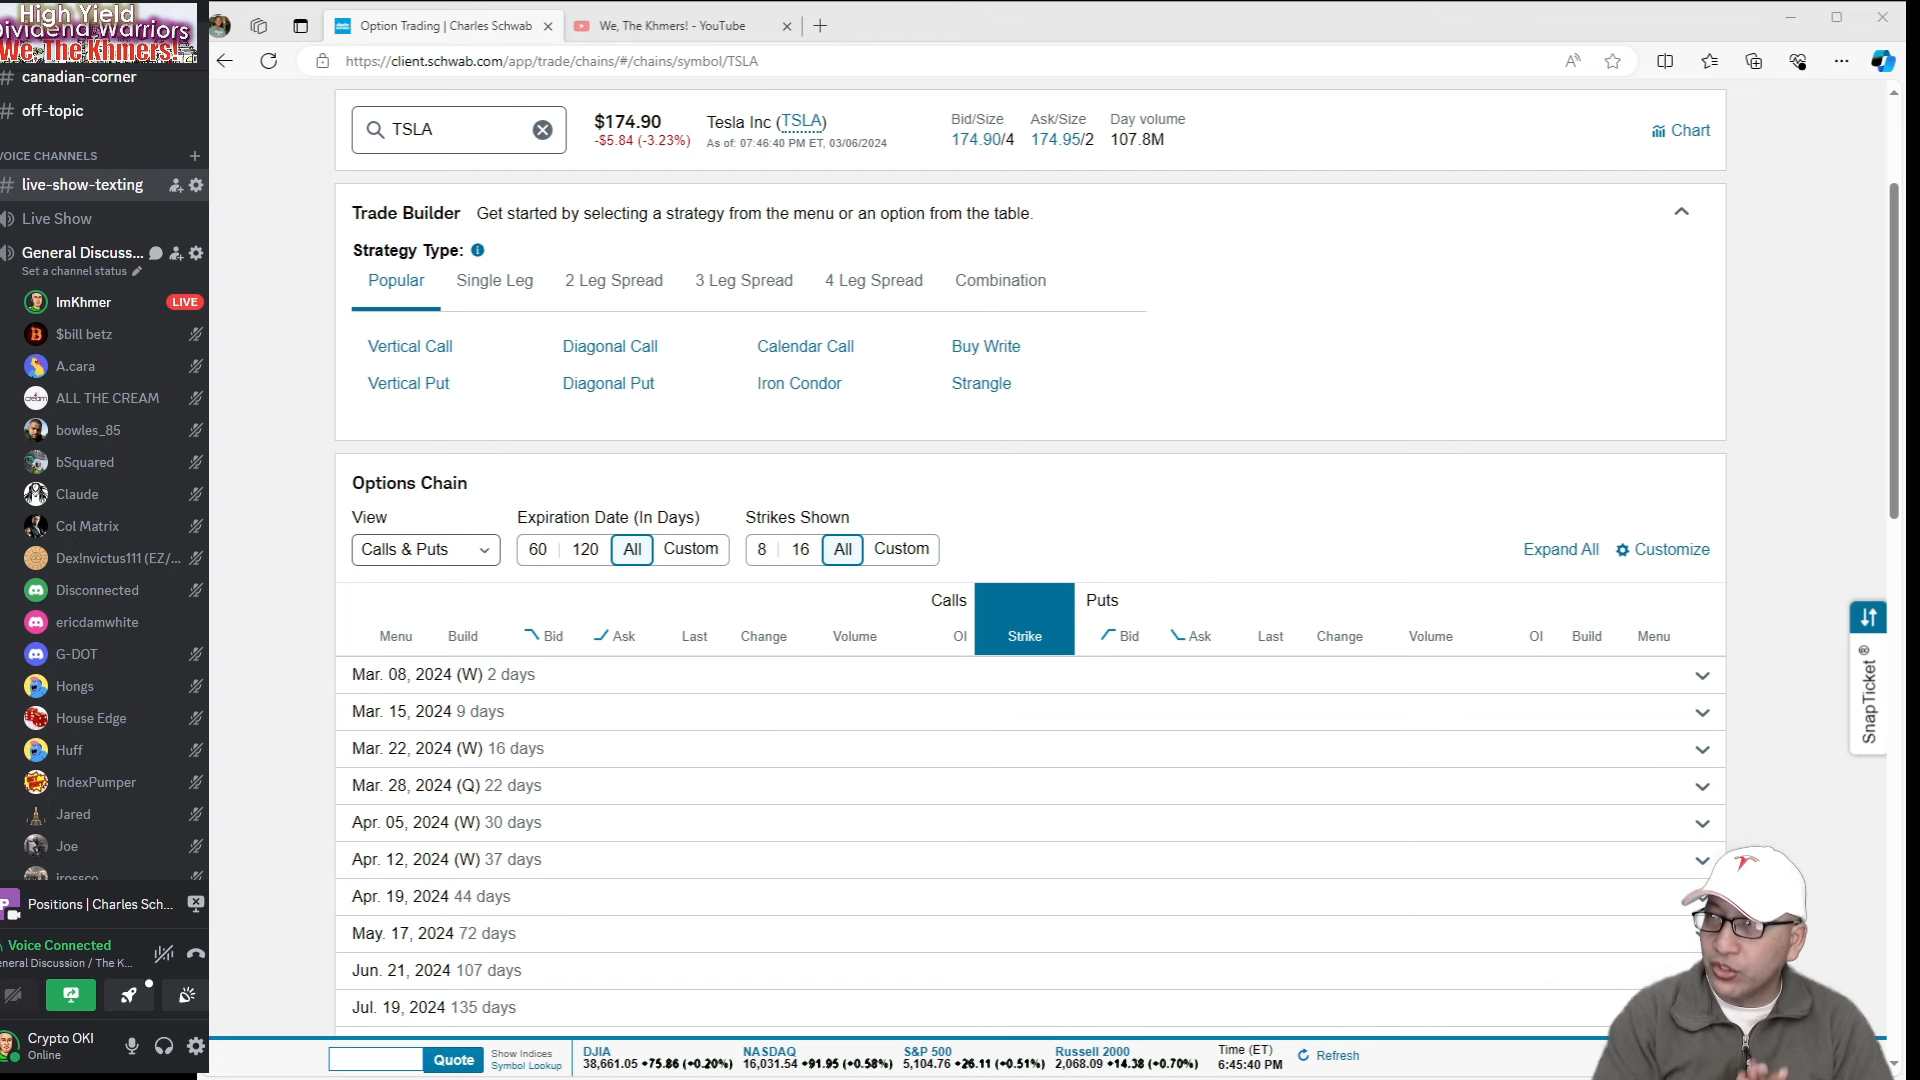 High Yield
Dividend Warriors
We The Khmers!
# canadian-corner
# off-topic
VOICE CHANNELS +
# live-show-texting
Live Show
General Discuss...
Set a channel status
ImKhmer LIVE
$bill betz
A.cara
ALL THE CREAM
bowles_85
bSquared
Claude
Col Matrix
Dex!nvictus111 (EZ/...
Disconnected
ericdamwhite
G-DOT
Hongs
House Edge
Huff
IndexPumper
Jared
Joe
jrossco
Positions | Charles Sch...
Voice Connected
eneral Discussion / The K...
Crypto OKI
Online
Option Trading | Charles Schwab
We, The Khmers! - YouTube
https://client.schwab.com/app/trade/chains/#/chains/symbol/TSLA
TSLA
$174.90
-$5.84 (-3.23%)
Tesla Inc (TSLA)
As of: 07:46:40 PM ET, 03/06/2024
Bid/Size
174.90/4
Ask/Size
174.95/2
Day volume
107.8M
Chart
Trade Builder Get started by selecting a strategy from the menu or an option from the table.
Strategy Type:
Popular Single Leg 2 Leg Spread 3 Leg Spread 4 Leg Spread Combination
Vertical Call Diagonal Call Calendar Call Buy Write
Vertical Put Diagonal Put Iron Condor Strangle
Options Chain
View Expiration Date (In Days) Strikes Shown
Calls & Puts 60 120 All Custom 8 16 All Custom Expand All Customize
Calls Puts
Menu Build Bid Ask Last Change Volume OI Strike Bid Ask Last Change Volume OI Build Menu
Mar. 08, 2024 (W) 2 days
Mar. 15, 2024 9 days
Mar. 22, 2024 (W) 16 days
Mar. 28, 2024 (Q) 22 days
Apr. 05, 2024 (W) 30 days
Apr. 12, 2024 (W) 37 days
Apr. 19, 2024 44 days
May. 17, 2024 72 days
Jun. 21, 2024 107 days
Jul. 19, 2024 135 days
SnapTicket ®
Quote
Show Indices
Symbol Lookup
DJIA
38,661.05 +75.86 (+0.20%)
NASDAQ
16,031.54 +91.95 (+0.58%)
S&P 500
5,104.76 +26.11 (+0.51%)
Russell 2000
2,068.09 +14.38 (+0.70%)
Time (ET)
6:45:40 PM
Refresh